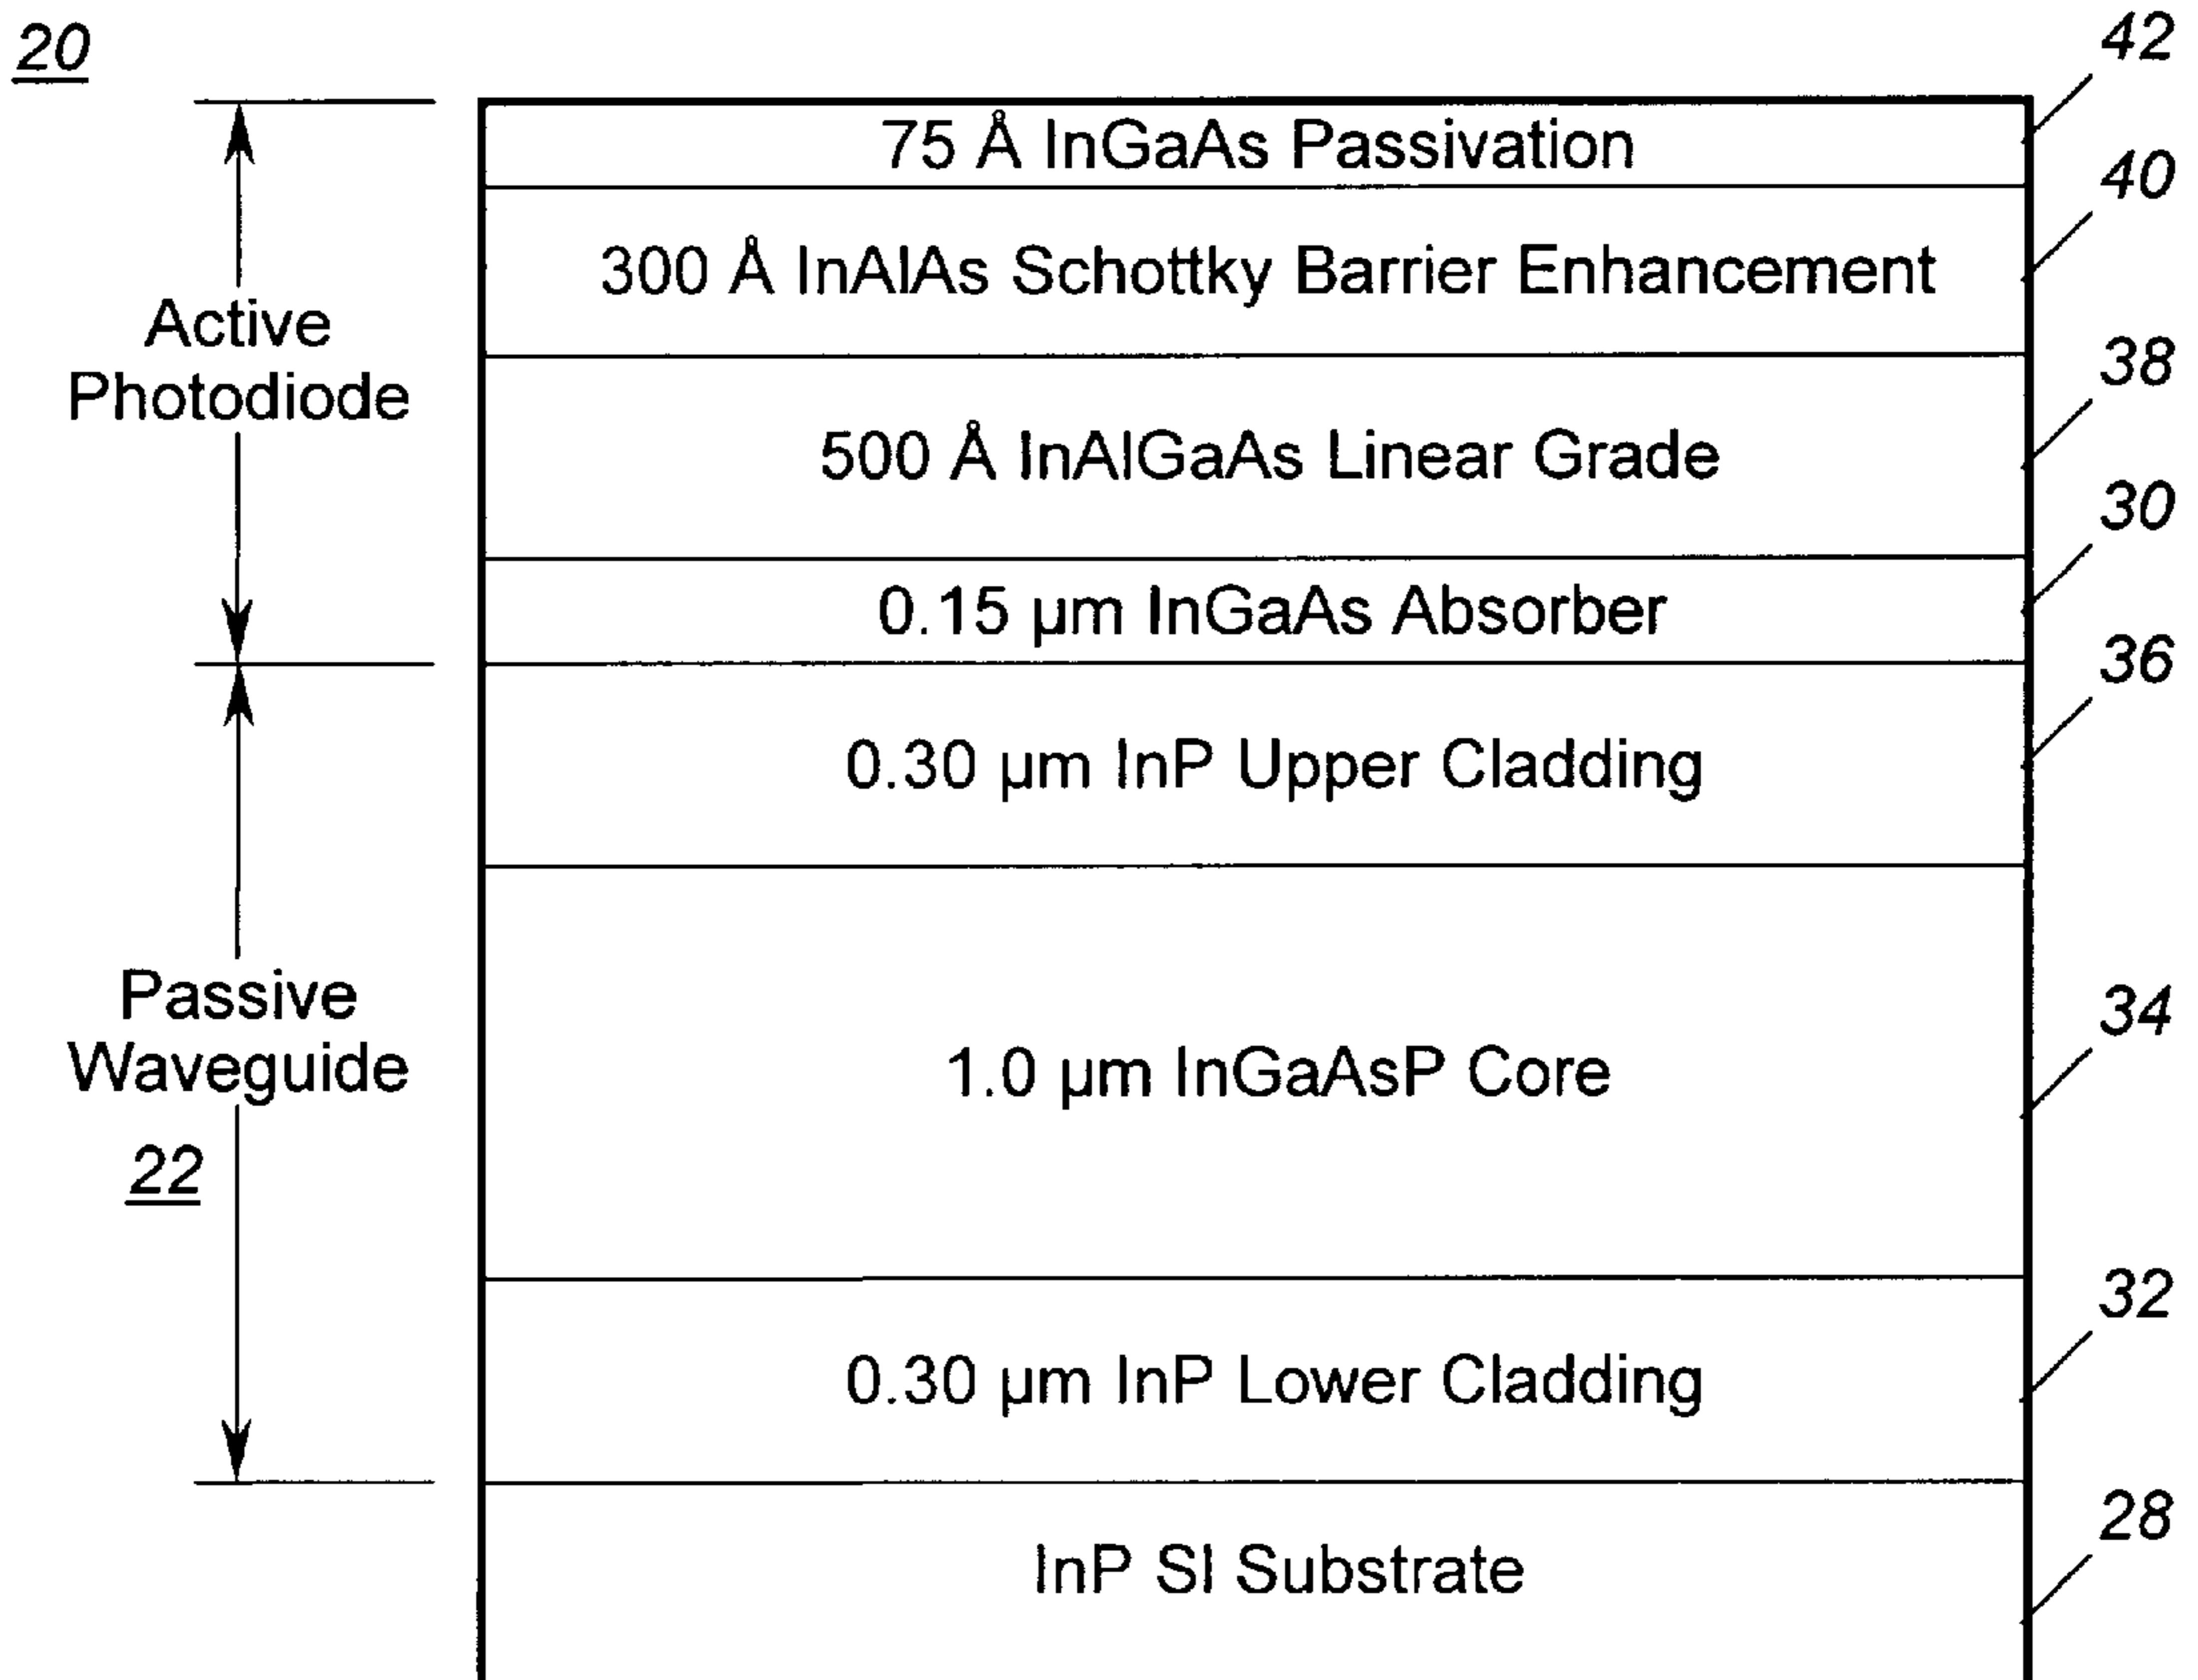 20
42
75 Å InGaAs Passivation
40
300 Å InAlAs Schottky Barrier Enhancement
Active
Photodiode
38
500 Å InAlGaAs Linear Grade
30
0.15 µm InGaAs Absorber
36
0.30 µm InP Upper Cladding
Passive
Waveguide
22
34
1.0 µm InGaAsP Core
32
0.30 µm InP Lower Cladding
28
InP SI Substrate